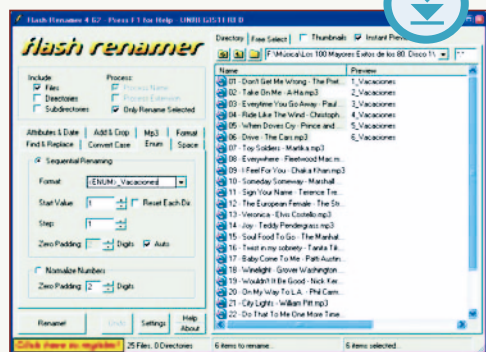 Flash Renamer 4.62 - Press F1 for Help - UNREGISTERED
flash renamer
Include
Files
Directories
Subdirectories
Process:
Process Name
Process Extension
Only Rename Selected
Attributes & Date
Add & Crop
Mp3
Format
Find & Replace
Convert Case
Enum
Space
Sequential Renaming
Format:
<ENUM>_Vacaciones
Start Value
1
Reset Each Dir.
Step:
1
Zero Padding
Digits
Auto
Normalize Numbers
Zero Padding:
2
Digits
Rename!
Undo
Settings
Help
About
Click here to register!
25 Files, 0 Directories
Directory
Free Select
Thumbnails
Instant Preview
F:\Música\Los 100 Mayores Exitos de los 80. Disco 1\
*.*
Name
Preview
01 - Don't Get Me Wrong - The Pret...
1_Vacaciones
02 - Take On Me - A-Ha.mp3
2_Vacaciones
03 - Everytime You Go Away - Paul ...
3_Vacaciones
04 - Ride Like The Wind - Christoph...
4_Vacaciones
05 - When Doves Cry - Prince and ...
5_Vacaciones
06 - Drive - The Cars.mp3
6_Vacaciones
07 - Toy Soldiers - Martika.mp3
08 - Everywhere - Fleetwood Mac.m...
09 - I Feel For You - Chaka Khan.mp3
10 - Someday Someway - Marshall ...
11 - Sign Your Name - Terence Tre...
12 - The European Female - The Str...
13 - Veronica - Elvis Costello.mp3
14 - Joy - Teddy Pendergrass.mp3
15 - Soul Food To Go - The Manhat...
16 - Twist in my sobriety - Tanita Tik...
17 - Baby Come To Me - Patti Austin...
18 - Winelight - Grover Washington...
19 - Wouldn't It Be Good - Nick Ker...
20 - On My Way To L.A. - Phil Carm...
21 - City Lights - William Pitt.mp3
22 - Do That To Me One More Time...
6 items to rename...
6 items selected...